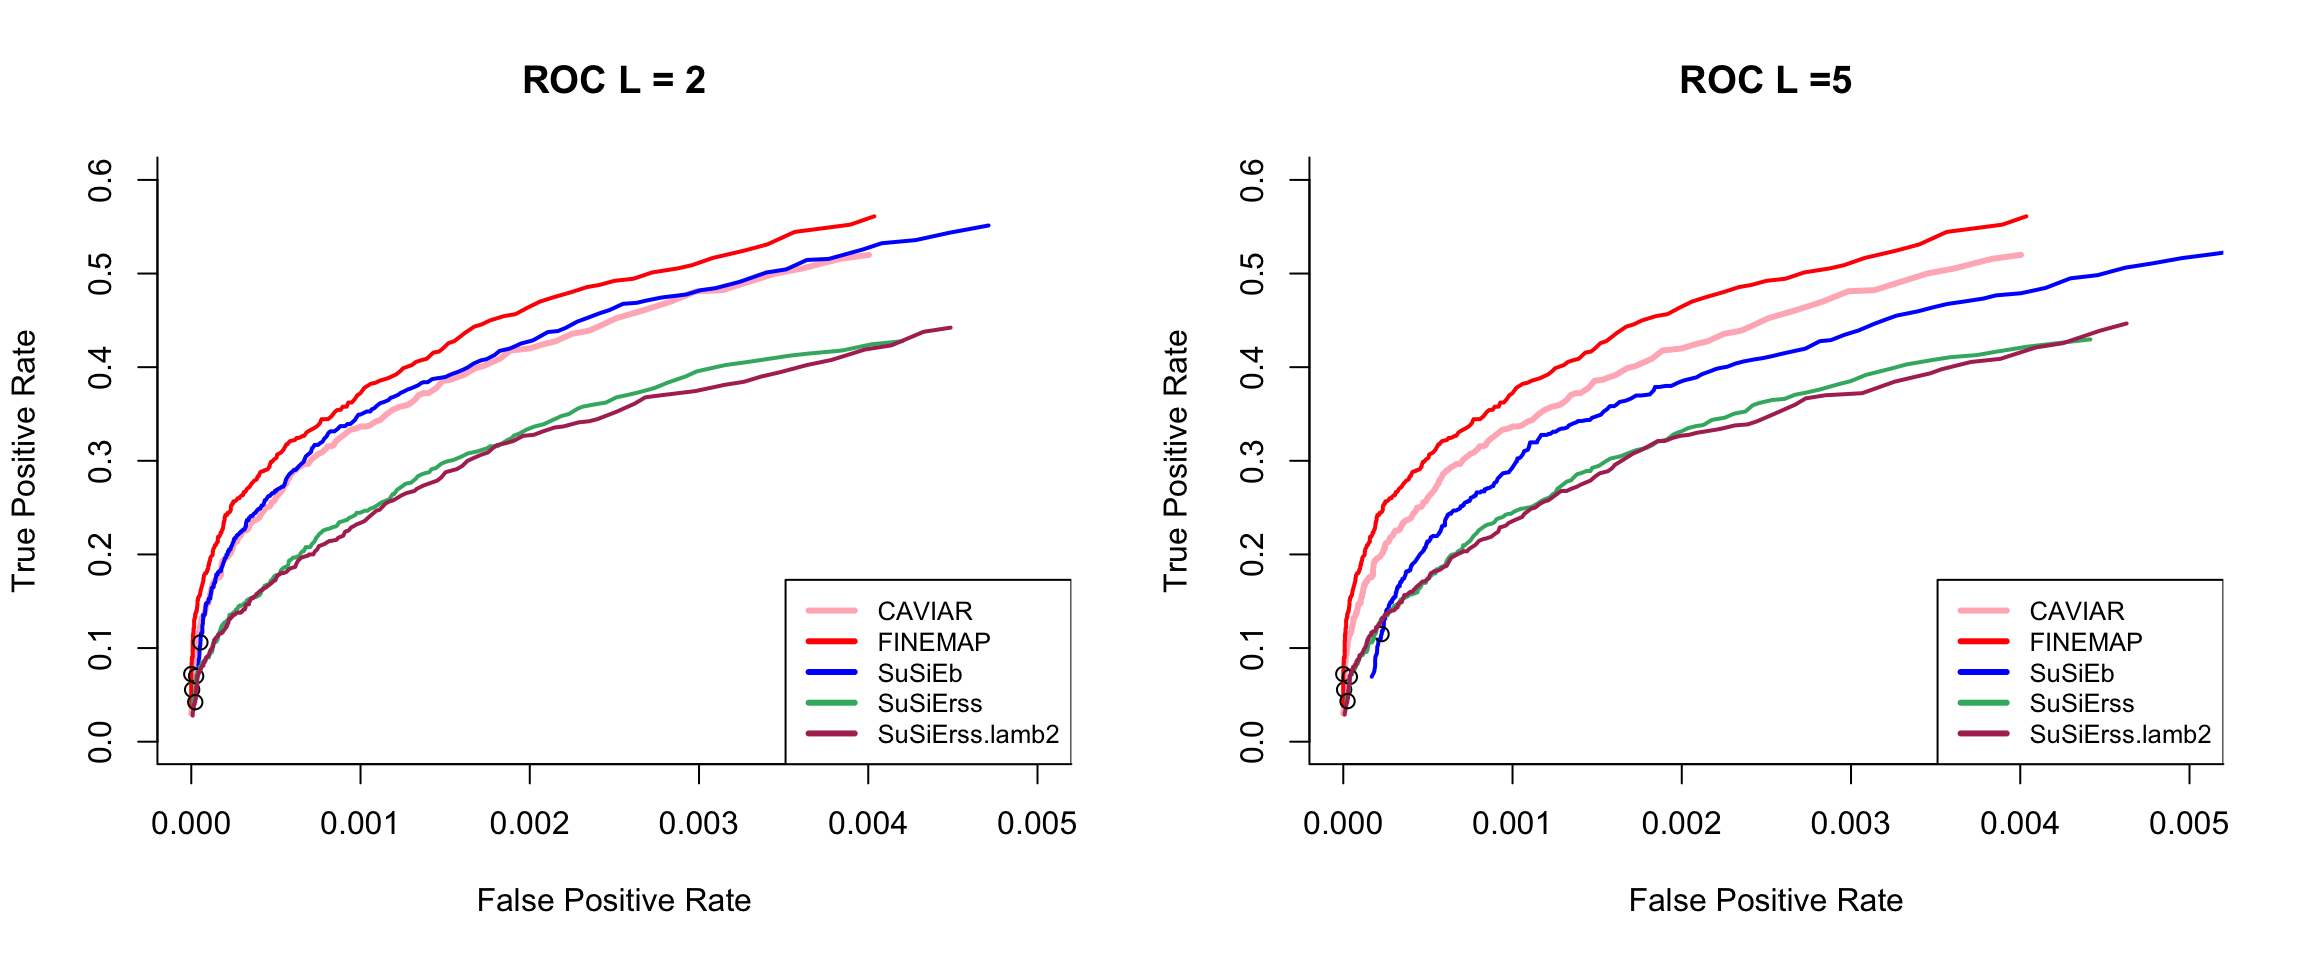 ROC L = 2
True Positive Rate
0.6
0.5
0.4
0.3
0.2
0.1
0.0
CAVIAR
FINEMAP
SuSiEb
SuSiErss
SuSiErss.lamb2
0.000 0.001 0.002 0.003 0.004 0.005
False Positive Rate
ROC L =5
True Positive Rate
0.6
0.5
0.4
0.3
0.2
0.1
0.0
CAVIAR
FINEMAP
SuSiEb
SuSiErss
SuSiErss.lamb2
0.000 0.001 0.002 0.003 0.004 0.005
False Positive Rate